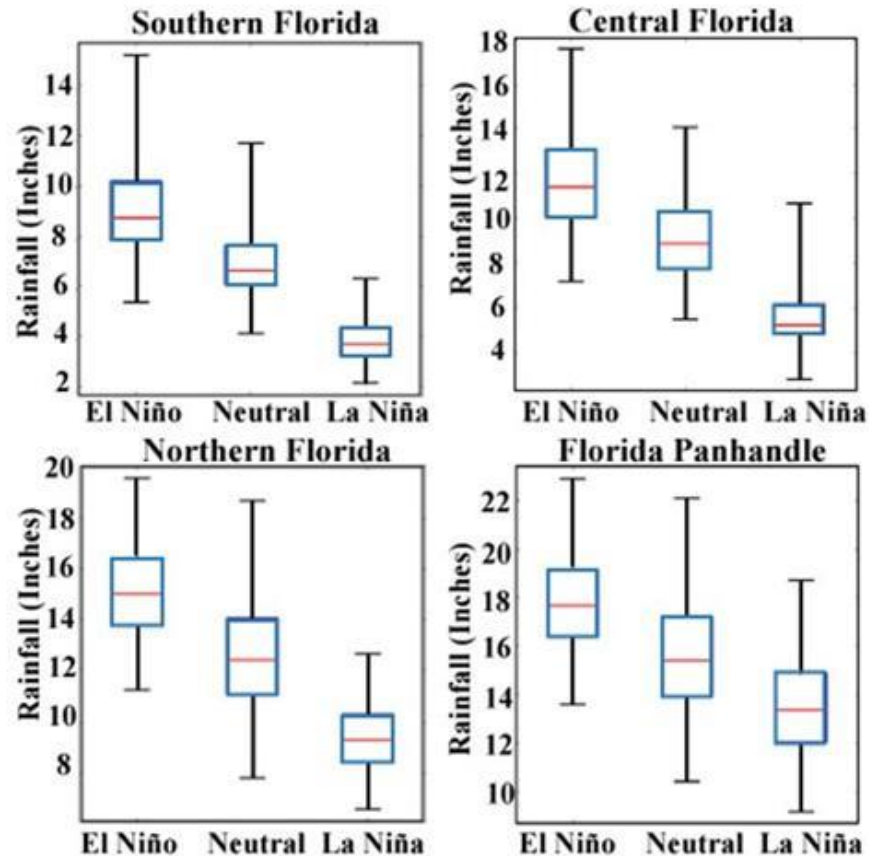 Southern Florida
Rainfall (Inches)
14
12
10
8
6
4
2
El Niño Neutral La Niña
Central Florida
Rainfall (Inches)
18
16
14
12
10
8
6
4
El Niño Neutral La Niña
Northern Florida
Rainfall (Inches)
20
18
16
14
12
10
8
El Niño Neutral La Niña
Florida Panhandle
Rainfall (Inches)
22
20
18
16
14
12
10
El Niño Neutral La Niña